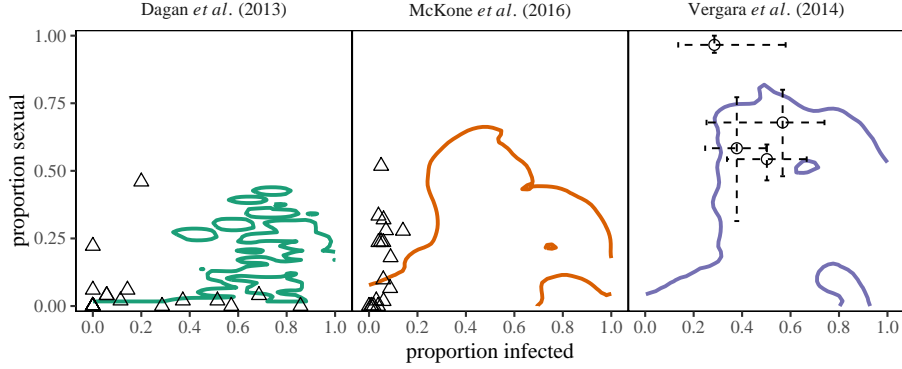 Dagan et al. (2013)
McKone et al. (2016)
Vergara et al. (2014)
proportion sexual
1.00
0.75
0.50
0.25
0.00
0.0 0.2 0.4 0.6 0.8 1.0
0.0 0.2 0.4 0.6 0.8 1.0
0.0 0.2 0.4 0.6 0.8 1.0
proportion infected